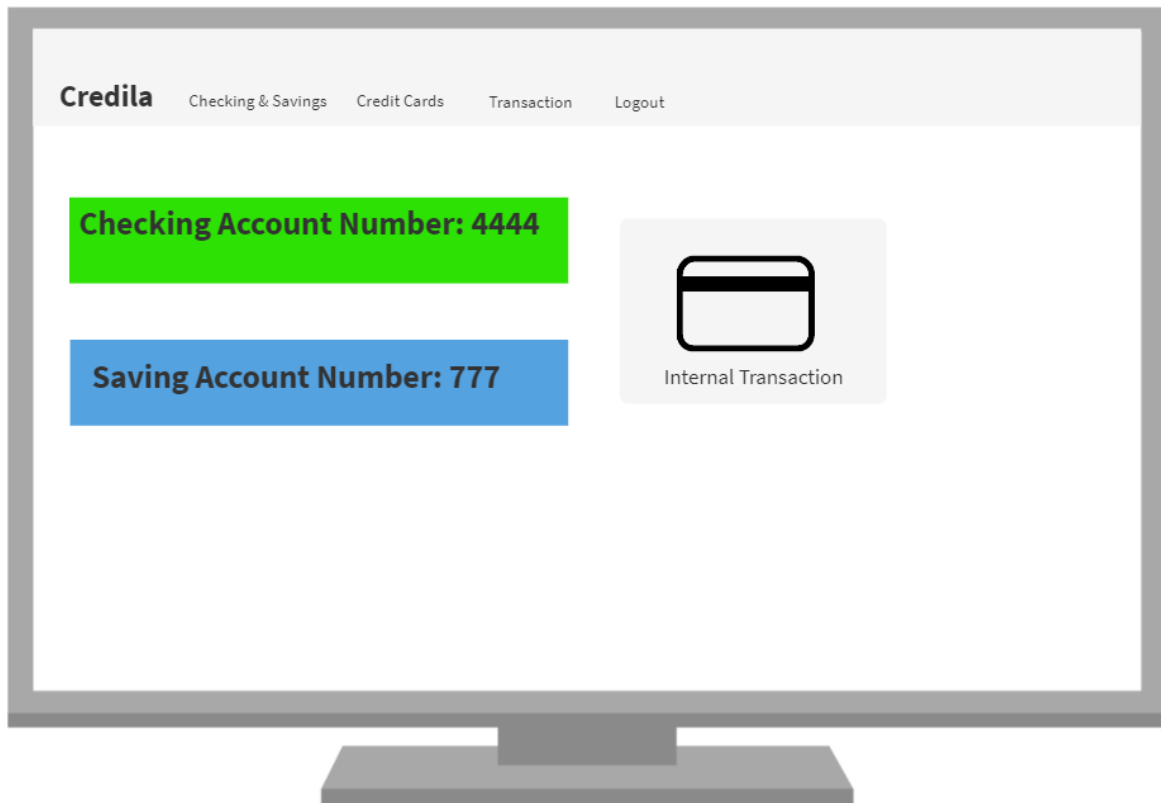 Credila Checking & Savings Credit Cards Transaction Logout
Checking Account Number: 4444
Saving Account Number: 777
Internal Transaction